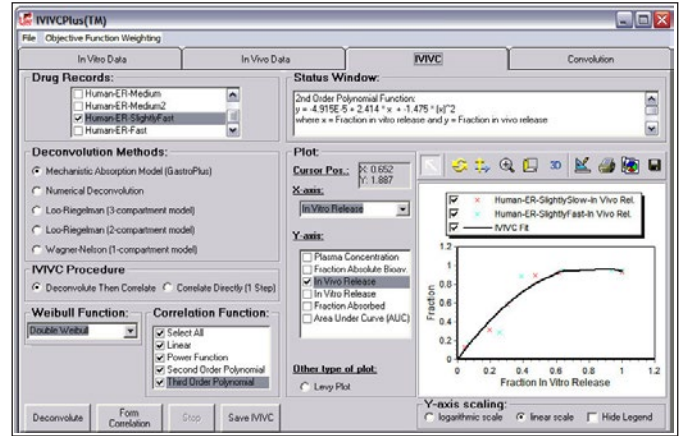 IVIVCPlus(TM)
File Objective Function Weighting
In Vitro Data
In Vivo Data
IVIVC
Convolution
Drug Records:
Human-ER-Medium
Human-ER-Medium2
Human-ER-SlightlyFast
Human-ER-Fast
Status Window:
2nd Order Polynomial Function:
y = -4.915E-5 + 2.414 * x + -1.475 * (x)^2
where x = Fraction in vitro release and y = Fraction in vivo release
Deconvolution Methods:
Mechanistic Absorption Model (GastroPlus)
Numerical Deconvolution
Loo-Riegelman (3-compartment model)
Loo-Riegelman (2-compartment model)
Wagner-Nelson (1-compartment model)
IVIVC Procedure
Deconvolute Then Correlate Correlate Directly (1 Step)
Weibull Function:
Double Weibull
Correlation Function:
Select All
Linear
Power Function
Second Order Polynomial
Third Order Polynomial
Deconvolute
Form
Correlation
Stop
Save IVIVC
Plot:
Cursor Pos.:
X: 0.652
Y: 1.887
X-axis:
In Vitro Release
Y-axis:
Plasma Concentration
Fraction Absolute Bioav.
In Vivo Release
In Vitro Release
Fraction Absorbed
Area Under Curve (AUC)
Other type of plot:
Levy Plot
3D
Human-ER-SlightlySlow-In Vivo Rel.
Human-ER-SlightlyFast-In Vivo Rel.
IVIVC Fit
1.2
1
0.8
0.6
0.4
0.2
0
Fraction
0 0.2 0.4 0.6 0.8 1 1.2
Fraction In Vitro Release
Y-axis scaling:
logarithmic scale linear scale Hide Legend